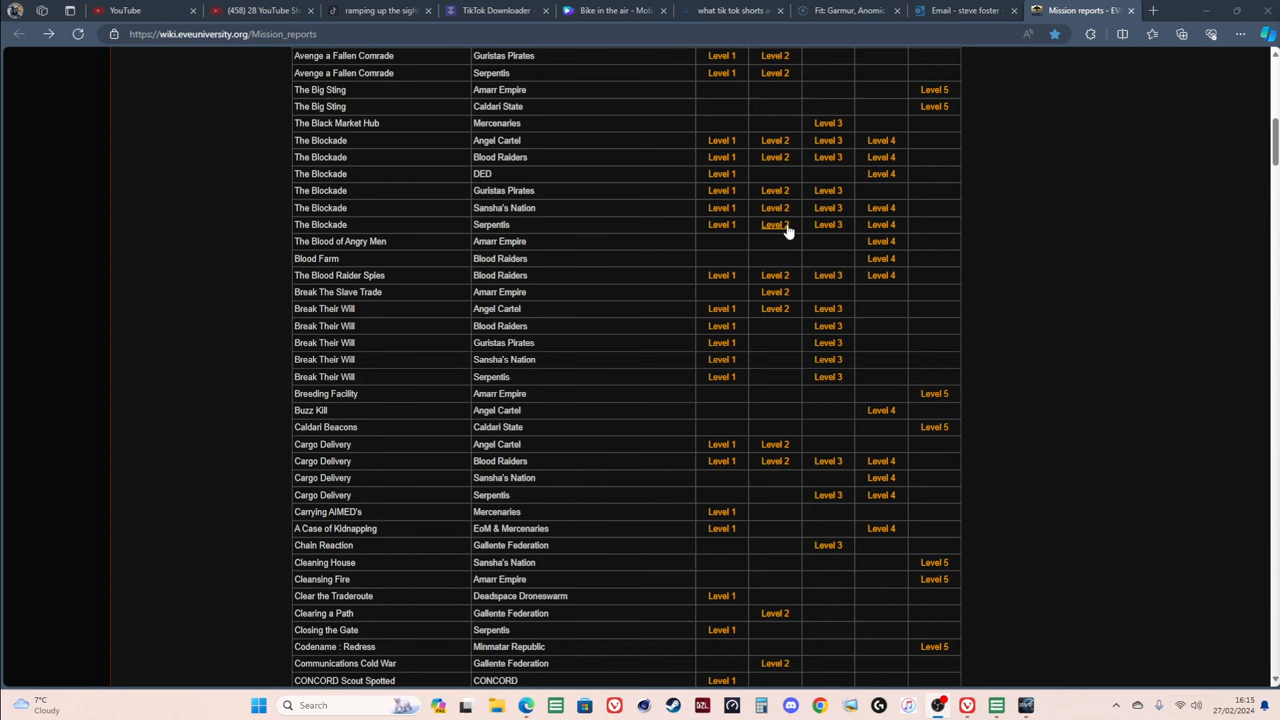 YouTube
(458) 28 YouTube Sh
ramping up the sigh
TikTok Downloader -
Bike in the air - Mo
what tik tok shorts a
Fit: Garmur, Anomic
Email – steve foster
Mission reports - EV
https://wiki.eveuniversity.org/Mission_reports
Avenge a Fallen Comrade Guristas Pirates Level 1 Level 2
Avenge a Fallen Comrade Serpentis Level 1 Level 2
The Big Sting Amarr Empire Level 5
The Big Sting Caldari State Level 5
The Black Market Hub Mercenaries Level 3
The Blockade Angel Cartel Level 1 Level 2 Level 3 Level 4
The Blockade Blood Raiders Level 1 Level 2 Level 3 Level 4
The Blockade DED Level 1 Level 4
The Blockade Guristas Pirates Level 1 Level 2 Level 3
The Blockade Sansha's Nation Level 1 Level 2 Level 3 Level 4
The Blockade Serpentis Level 1 Level 2 Level 3 Level 4
The Blood of Angry Men Amarr Empire Level 4
Blood Farm Blood Raiders Level 4
The Blood Raider Spies Blood Raiders Level 1 Level 2 Level 3 Level 4
Break The Slave Trade Amarr Empire Level 2
Break Their Will Angel Cartel Level 1 Level 2 Level 3
Break Their Will Blood Raiders Level 1 Level 3
Break Their Will Guristas Pirates Level 1 Level 3
Break Their Will Sansha's Nation Level 1 Level 3
Break Their Will Serpentis Level 1 Level 3
Breeding Facility Amarr Empire Level 5
Buzz Kill Angel Cartel Level 4
Caldari Beacons Caldari State Level 5
Cargo Delivery Angel Cartel Level 1 Level 2
Cargo Delivery Blood Raiders Level 1 Level 2 Level 3 Level 4
Cargo Delivery Sansha's Nation Level 4
Cargo Delivery Serpentis Level 3 Level 4
Carrying AIMED's Mercenaries Level 1
A Case of Kidnapping EoM & Mercenaries Level 1 Level 4
Chain Reaction Gallente Federation Level 3
Cleaning House Sansha's Nation Level 5
Cleansing Fire Amarr Empire Level 5
Clear the Traderoute Deadspace Droneswarm Level 1
Clearing a Path Gallente Federation Level 2
Closing the Gate Serpentis Level 1
Codename : Redress Minmatar Republic Level 5
Communications Cold War Gallente Federation Level 2
CONCORD Scout Spotted CONCORD Level 1
7°C
Cloudy
Search
16:15
27/02/2024